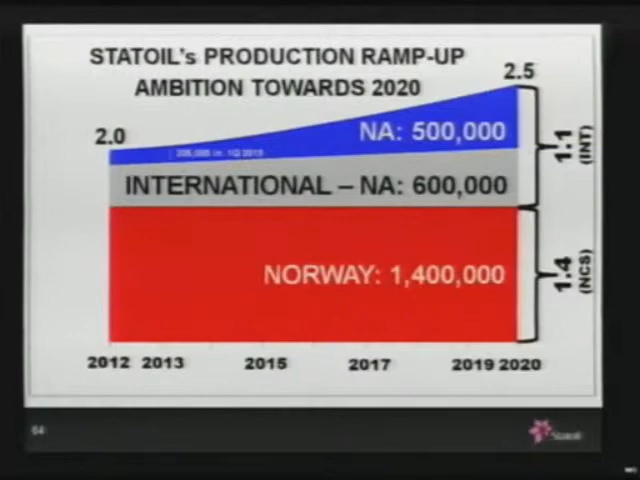 STATOIL's PRODUCTION RAMP-UP
AMBITION TOWARDS 2020
2.5
2.0
NA: 500,000
1.1
(INT)
INTERNATIONAL – NA: 600,000
NORWAY: 1,400,000
1.4
(NCS)
2012 2013 2015 2017 2019 2020
64
Statoil